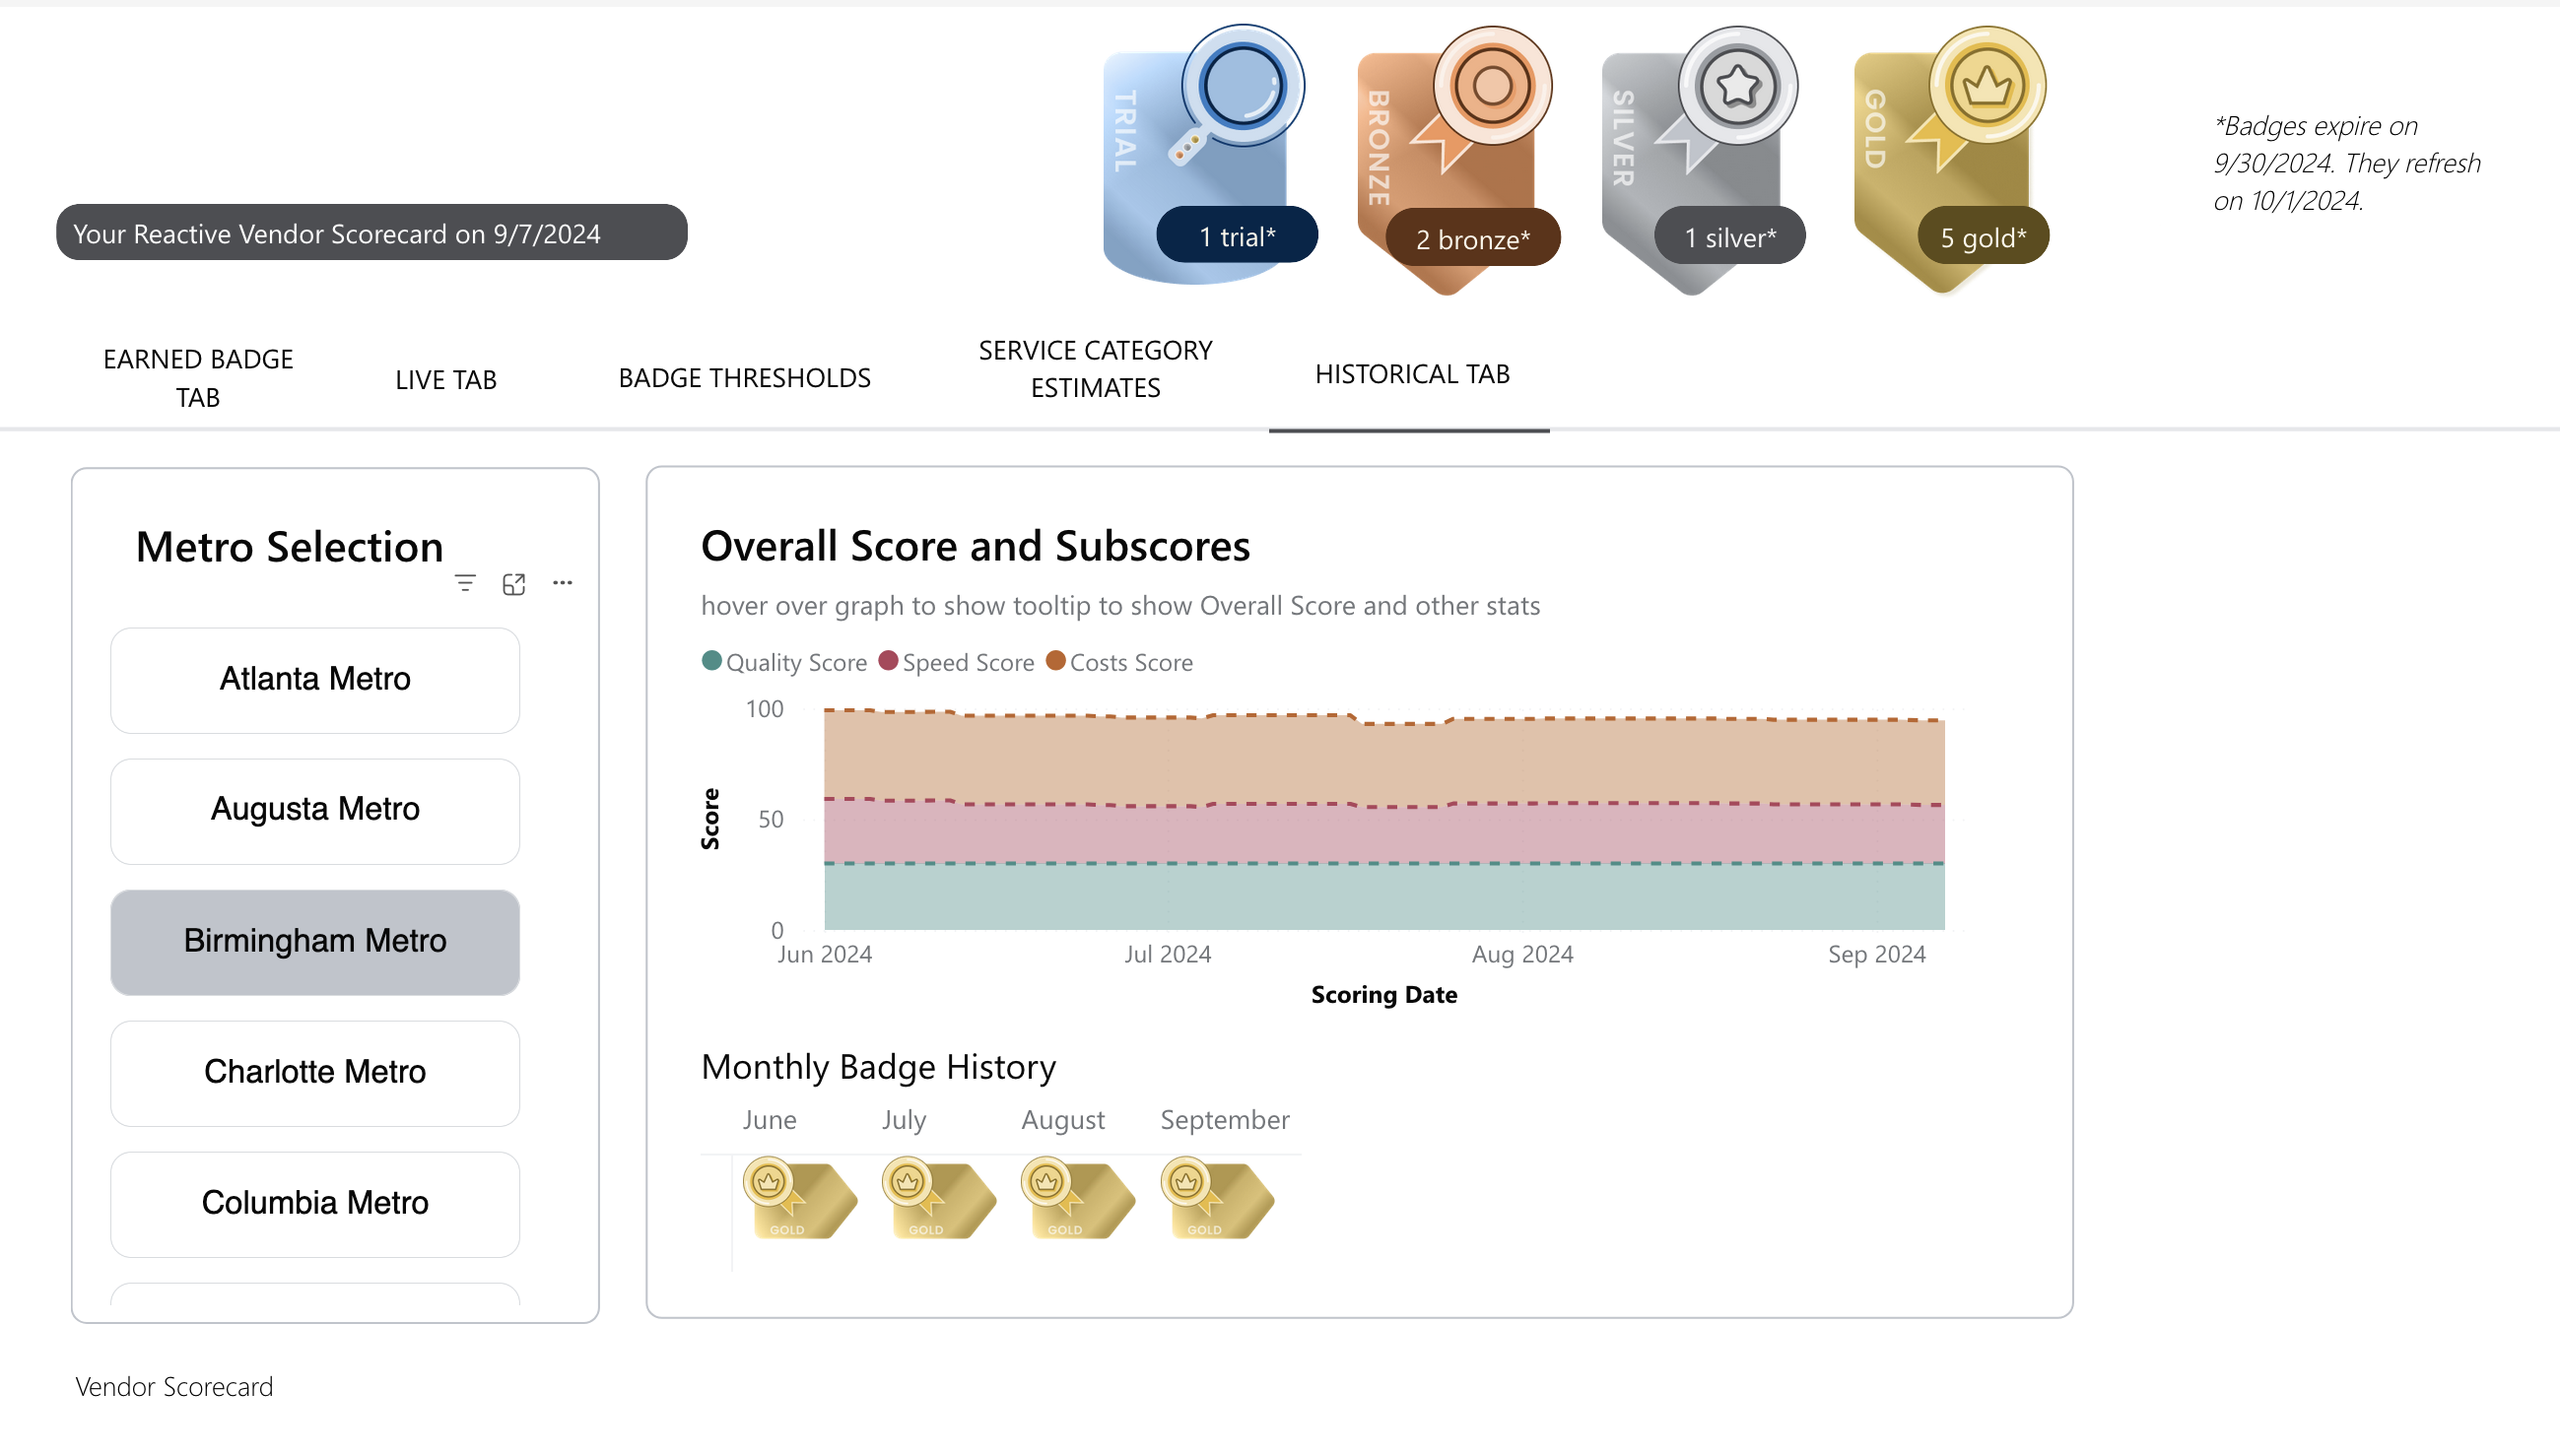 TRIAL
BRONZE
SILVER
GOLD
1 trial*
2 bronze*
1 silver*
5 gold*
*Badges expire on
9/30/2024. They refresh
on 10/1/2024.
Your Reactive Vendor Scorecard on 9/7/2024
EARNED BADGE
TAB
LIVE TAB
BADGE THRESHOLDS
SERVICE CATEGORY
ESTIMATES
HISTORICAL TAB
Metro Selection
Atlanta Metro
Augusta Metro
Birmingham Metro
Charlotte Metro
Columbia Metro
Overall Score and Subscores
hover over graph to show tooltip to show Overall Score and other stats
Quality Score Speed Score Costs Score
Score
100
50
0
Jun 2024 Jul 2024 Aug 2024 Sep 2024
Scoring Date
Monthly Badge History
June July August September
GOLD GOLD GOLD GOLD
Vendor Scorecard